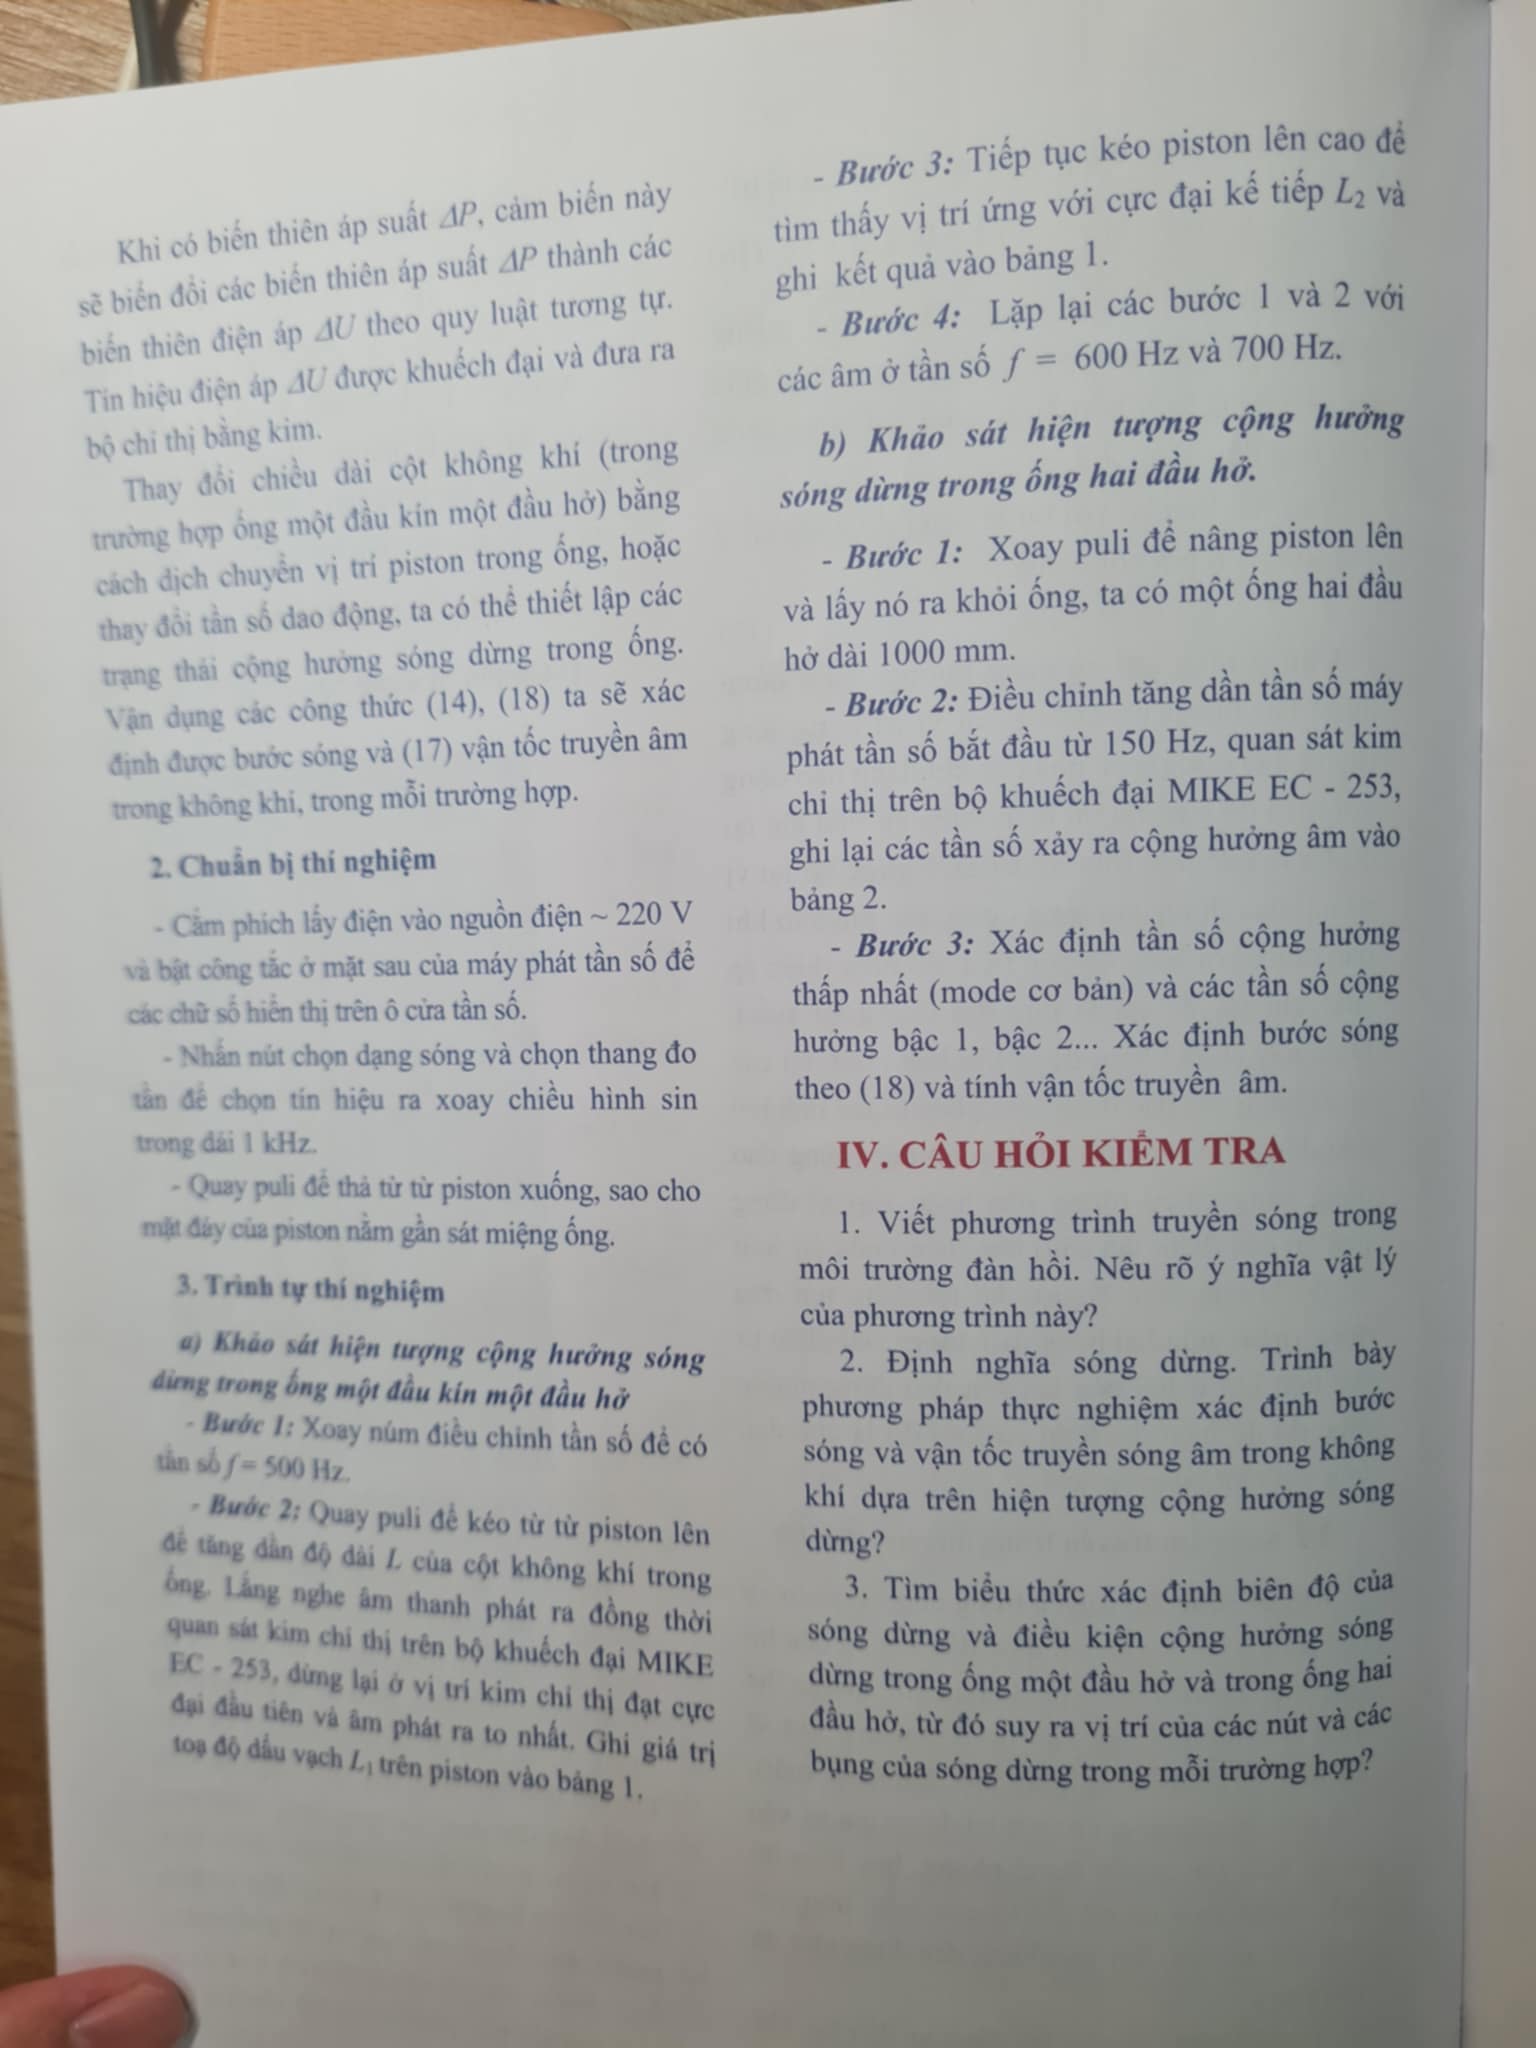 Khi có biến thiên áp suất ΔP, cảm biến này
sẽ biến đổi các biến thiên áp suất ΔP thành các
biến thiên điện áp ΔU theo quy luật tương tự.
Tín hiệu điện áp ΔU được khuếch đại và đưa ra
bộ chỉ thị bằng kim.
Thay đổi chiều dài cột không khí (trong
trường hợp ống một đầu kín một đầu hở) bằng
cách dịch chuyển vị trí piston trong ống, hoặc
thay đổi tần số dao động, ta có thể thiết lập các
trạng thái cộng hưởng sóng dừng trong ống.
Vận dụng các công thức (14), (18) ta sẽ xác
định được bước sóng và (17) vận tốc truyền âm
trong không khí, trong mỗi trường hợp.
2. Chuẩn bị thí nghiệm
- Cắm phích lấy điện vào nguồn điện ~ 220 V
và bật công tắc ở mặt sau của máy phát tần số để
các chữ số hiển thị trên ô cửa tần số.
- Nhấn nút chọn dạng sóng và chọn thang đo
tần để chọn tín hiệu ra xoay chiều hình sin
trong dải 1 kHz.
- Quay puli để thả từ từ piston xuống, sao cho
mặt đáy của piston nằm gần sát miệng ống.
3. Trình tự thí nghiệm
a) Khảo sát hiện tượng cộng hưởng sóng
dừng trong ống một đầu kín một đầu hở
- Bước 1: Xoay núm điều chỉnh tần số để có
tần số f = 500 Hz.
- Bước 2: Quay puli để kéo từ từ piston lên
để tăng dần độ dài L của cột không khí trong
ống. Lắng nghe âm thanh phát ra đồng thời
quan sát kim chỉ thị trên bộ khuếch đại MIKE
EC - 253, dừng lại ở vị trí kim chỉ thị đạt cực
đại đầu tiên và âm phát ra to nhất. Ghi giá trị
toạ độ dấu vạch L₁ trên piston vào bảng 1.
- Bước 3: Tiếp tục kéo piston lên cao để
tìm thấy vị trí ứng với cực đại kế tiếp L₂ và
ghi kết quả vào bảng 1.
- Bước 4: Lặp lại các bước 1 và 2 với
các âm ở tần số f = 600 Hz và 700 Hz.
b) Khảo sát hiện tượng cộng hưởng
sóng dừng trong ống hai đầu hở.
- Bước 1: Xoay puli để nâng piston lên
và lấy nó ra khỏi ống, ta có một ống hai đầu
hở dài 1000 mm.
- Bước 2: Điều chỉnh tăng dần tần số máy
phát tần số bắt đầu từ 150 Hz, quan sát kim
chỉ thị trên bộ khuếch đại MIKE EC - 253,
ghi lại các tần số xảy ra cộng hưởng âm vào
bảng 2.
- Bước 3: Xác định tần số cộng hưởng
thấp nhất (mode cơ bản) và các tần số cộng
hưởng bậc 1, bậc 2... Xác định bước sóng
theo (18) và tính vận tốc truyền âm.
IV. CÂU HỎI KIỂM TRA
1. Viết phương trình truyền sóng trong
môi trường đàn hồi. Nêu rõ ý nghĩa vật lý
của phương trình này?
2. Định nghĩa sóng dừng. Trình bày
phương pháp thực nghiệm xác định bước
sóng và vận tốc truyền sóng âm trong không
khí dựa trên hiện tượng cộng hưởng sóng
dừng?
3. Tìm biểu thức xác định biên độ của
sóng dừng và điều kiện cộng hưởng sóng
dừng trong ống một đầu hở và trong ống hai
đầu hở, từ đó suy ra vị trí của các nút và các
bụng của sóng dừng trong mỗi trường hợp?